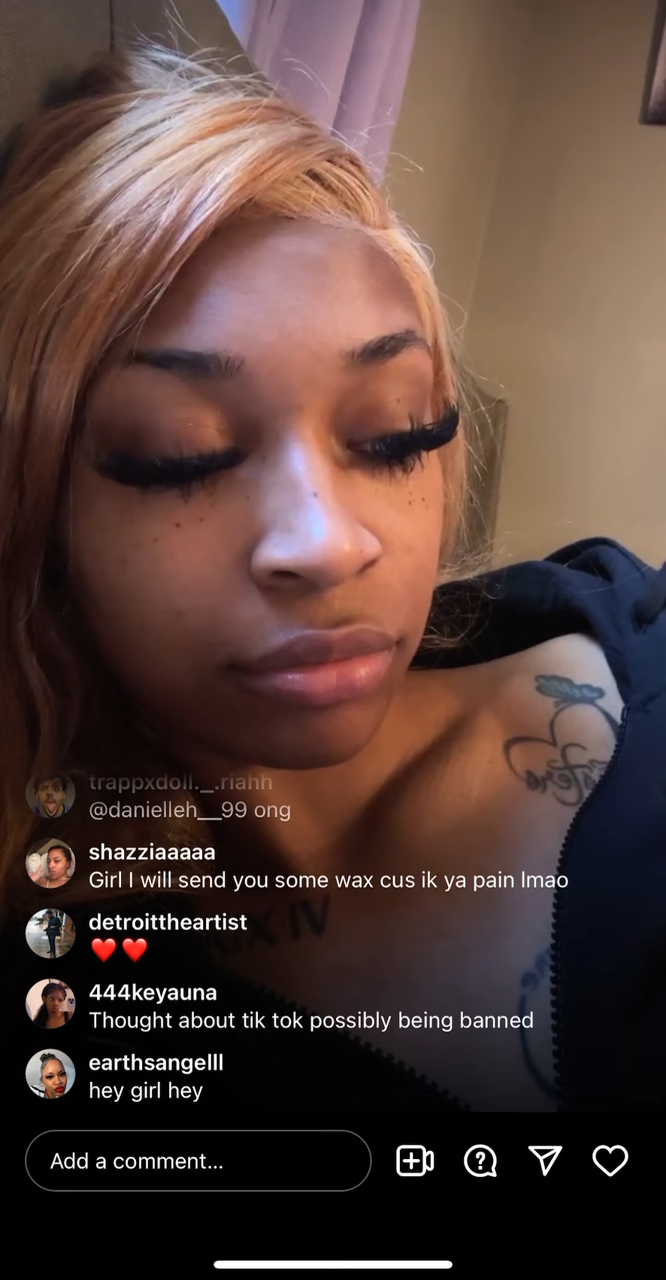 trappxdoll._.riahh
@danielleh__99 ong
shazziaaaaa
Girl I will send you some wax cus ik ya pain lmao
detroittheartist
❤️❤️
444keyauna
Thought about tik tok possibly being banned
earthsangelll
hey girl hey
Add a comment...